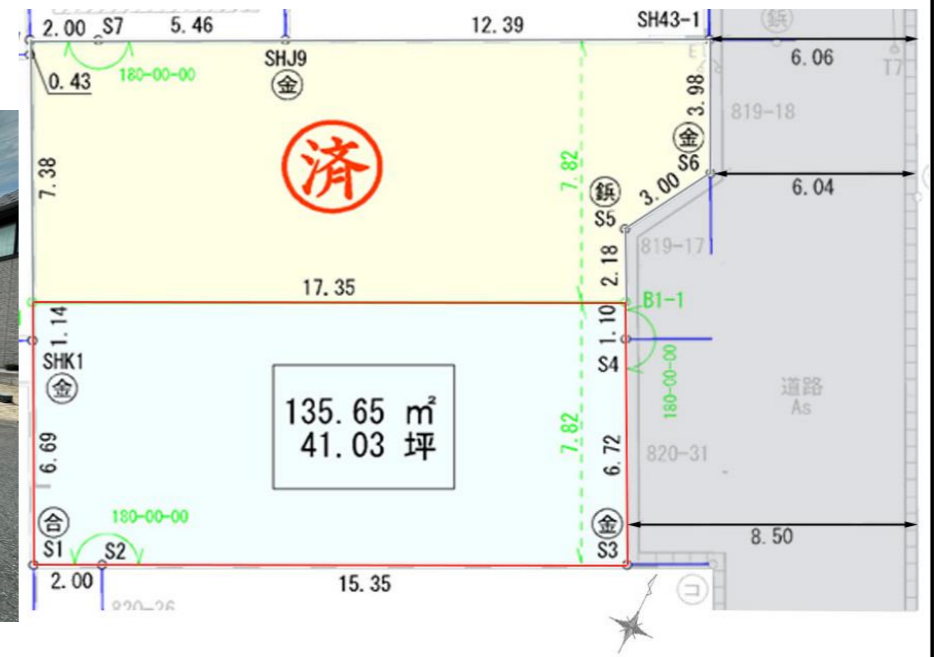 2.00 S7 5.46 12.39 SH43-1
鋲
6.06
T7
SHJ9
金
180-00-00
0.43
3.98
819-18
金
S6
3.00
6.04
済
7.82
7.38
鋲
S5
819-17
2.18
17.35
B1-1
1.14
1.10
SHK1
金
S4
180-00-00
道路
As
135.65 ㎡
41.03 坪
7.82
6.69
6.72
820-31
合
S1
180-00-00
S2
金
S3
8.50
2.00
15.35
コ
820-26